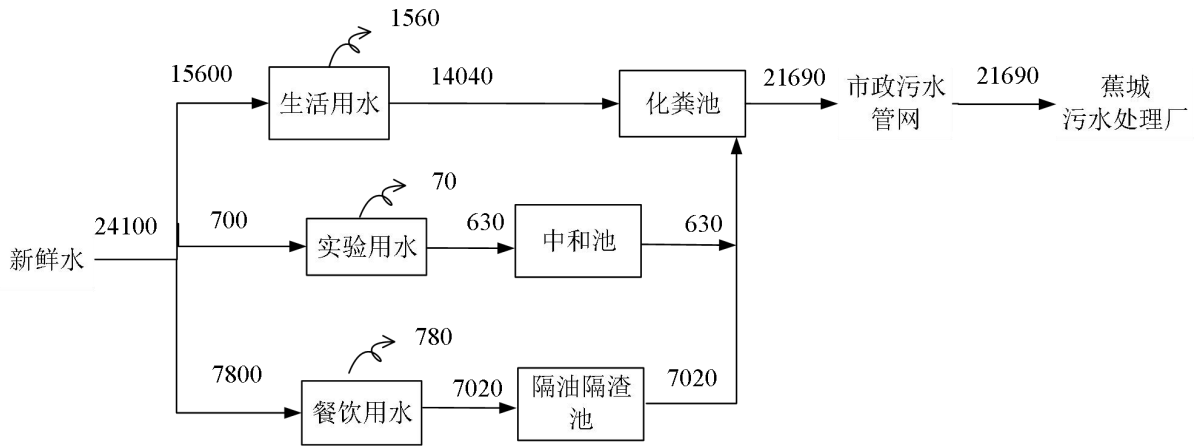 1560
15600
生活用水
14040
化粪池
21690
市政污水
管网
21690
蕉城
污水处理厂
新鲜水
24100
700
70
实验用水
630
中和池
630
7800
780
餐饮用水
7020
隔油隔渣
池
7020